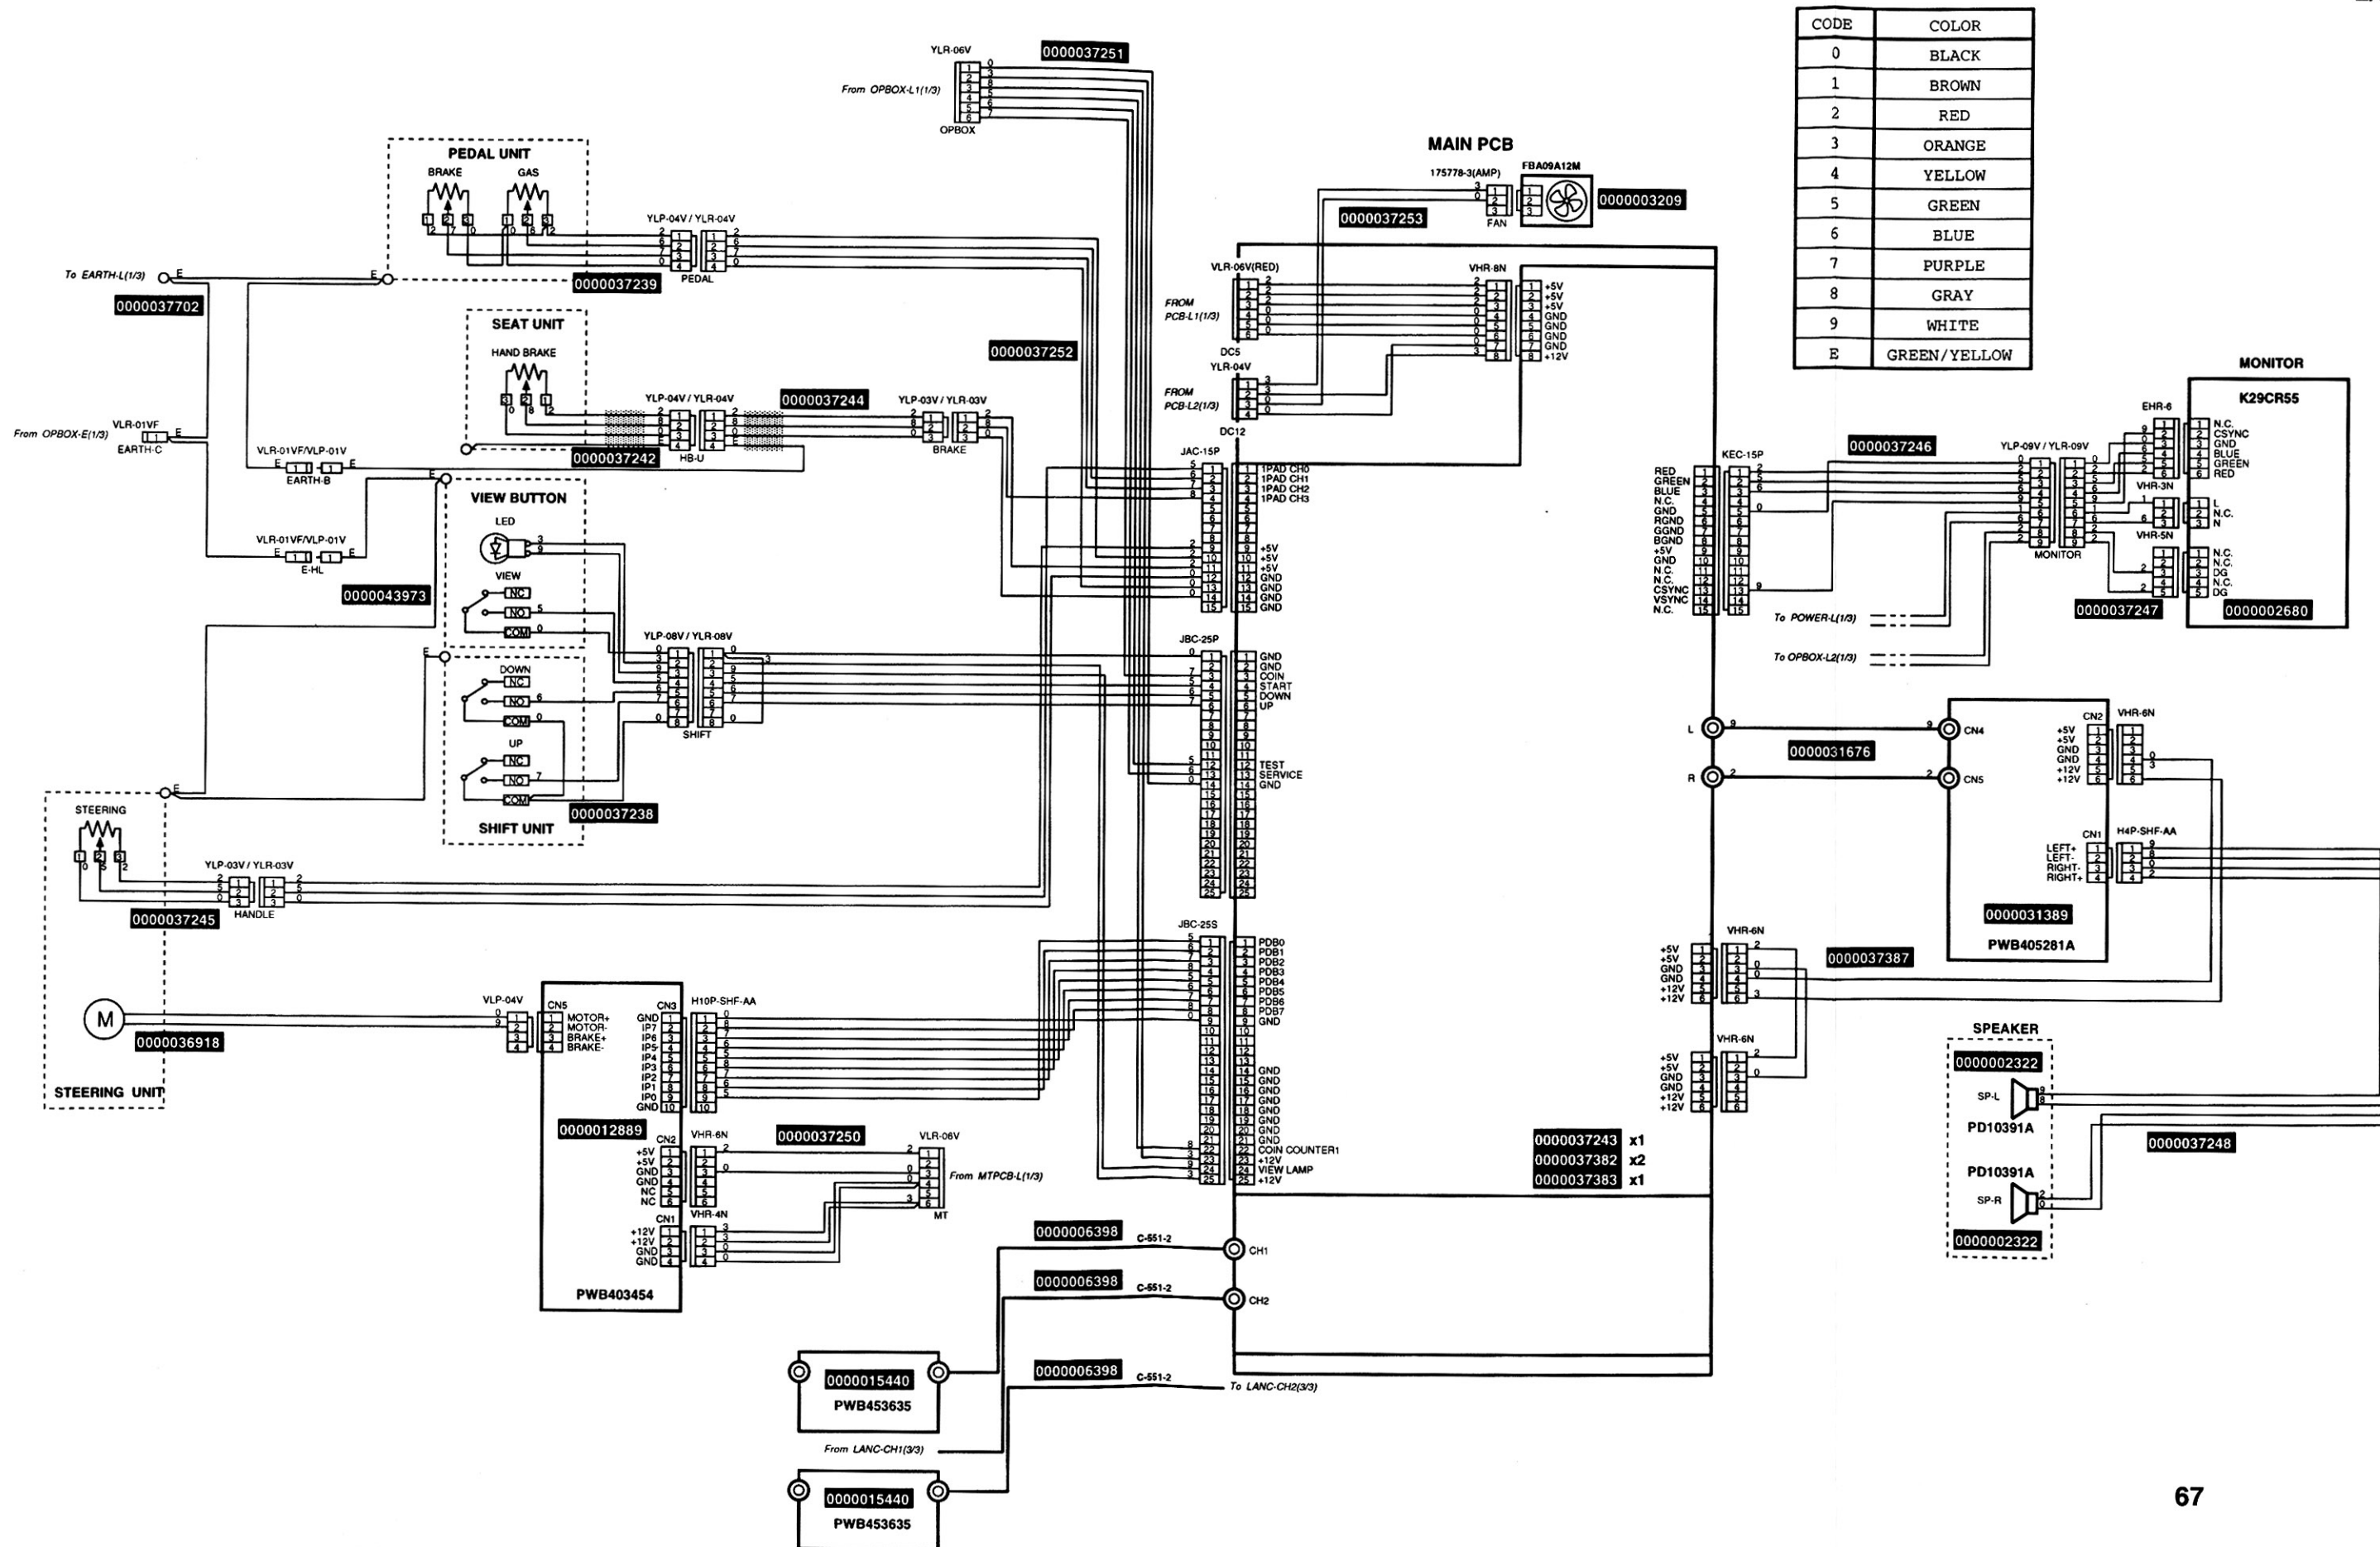 CODE COLOR
0 BLACK
1 BROWN
2 RED
3 ORANGE
4 YELLOW
5 GREEN
6 BLUE
7 PURPLE
8 GRAY
9 WHITE
E GREEN/YELLOW
YLR-06V
0000037251
From OPBOX-L1(1/3)
OPBOX
PEDAL UNIT
BRAKE GAS
YLP-04V / YLR-04V
PEDAL
0000037239
To EARTH-L(1/3)
0000037702
SEAT UNIT
HAND BRAKE
0000037252
YLP-04V / YLR-04V
0000037244
YLP-03V / YLR-03V
BRAKE
0000037242
HB-U
From OPBOX-E(1/3)
VLR-01VF
EARTH-C
VLR-01VF/VLP-01V
EARTH-B
VLR-01VF/VLP-01V
E-HL
0000043973
VIEW BUTTON
LED
VIEW
NC
NO
COM
YLP-08V / YLR-08V
SHIFT
DOWN
NC
NO
COM
UP
NC
NO
COM
SHIFT UNIT
0000037238
STEERING
YLP-03V / YLR-03V
HANDLE
0000037245
M
0000036918
STEERING UNIT
VLP-04V
CN5
MOTOR+
MOTOR-
BRAKE+
BRAKE-
CN3
H10P-SHF-AA
GND
IP7
IP6
IP5
IP4
IP3
IP2
IP1
IP0
GND
0000012889
CN2
VHR-6N
+5V
+5V
GND
GND
NC
NC
CN1
VHR-4N
+12V
+12V
GND
GND
PWB403454
0000037250
VLR-06V
From MTPCB-L(1/3)
MT
MAIN PCB
175778-3(AMP)
FBA09A12M
0000003209
FAN
0000037253
VLR-06V(RED)
FROM
PCB-L1(1/3)
DC5
VHR-8N
+5V
+5V
+5V
GND
GND
GND
GND
+12V
YLR-04V
FROM
PCB-L2(1/3)
DC12
JAC-15P
1PAD CH0
1PAD CH1
1PAD CH2
1PAD CH3
+5V
+5V
+5V
GND
GND
GND
GND
JBC-25P
GND
GND
COIN
START
DOWN
UP
TEST
SERVICE
GND
JBC-25S
PDB0
PDB1
PDB2
PDB3
PDB4
PDB5
PDB6
PDB7
GND
GND
GND
GND
GND
GND
GND
GND
GND
COIN COUNTER1
+12V
VIEW LAMP
+12V
KEC-15P
RED
GREEN
BLUE
N.C.
GND
RGND
GGND
BGND
+5V
GND
N.C.
N.C.
CSYNC
VSYNC
N.C.
L
R
0000031676
CN4
CN5
0000037246
YLP-09V / YLR-09V
MONITOR
To POWER-L(1/3)
To OPBOX-L2(1/3)
MONITOR
K29CR55
EHR-6
N.C.
CSYNC
GND
BLUE
GREEN
RED
VHR-3N
L
N.C.
N
VHR-5N
N.C.
N.C.
DG
N.C.
DG
0000037247
0000002680
CN2
VHR-6N
+5V
+5V
GND
GND
+12V
+12V
CN1
H4P-SHF-AA
LEFT+
LEFT-
RIGHT-
RIGHT+
0000031389
PWB405281A
VHR-6N
+5V
+5V
GND
GND
+12V
+12V
0000037387
VHR-6N
+5V
+5V
GND
GND
+12V
+12V
SPEAKER
0000002322
SP-L
PD10391A
PD10391A
SP-R
0000002322
0000037248
0000037243 x1
0000037382 x2
0000037383 x1
0000006398
C-551-2
CH1
0000006398
C-551-2
CH2
0000006398
C-551-2
To LANC-CH2(3/3)
0000015440
PWB453635
From LANC-CH1(3/3)
0000015440
PWB453635
67